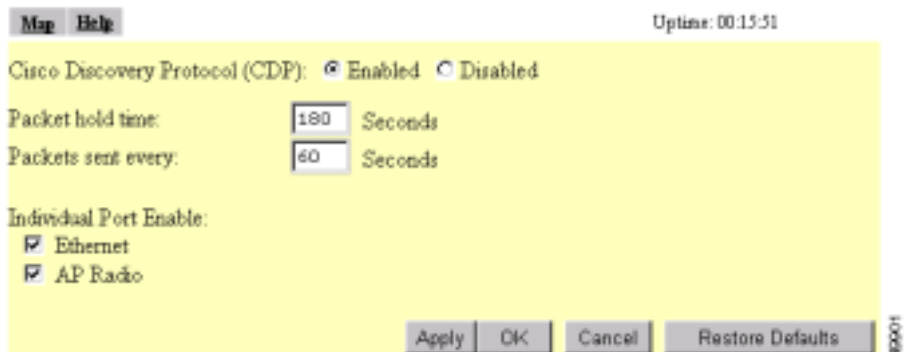 Map Help Uptime: 00:15:51
Cisco Discovery Protocol (CDP): Enabled Disabled
Packet hold time: 180 Seconds
Packets sent every: 60 Seconds
Individual Port Enable:
Ethernet
AP Radio
Apply OK Cancel Restore Defaults